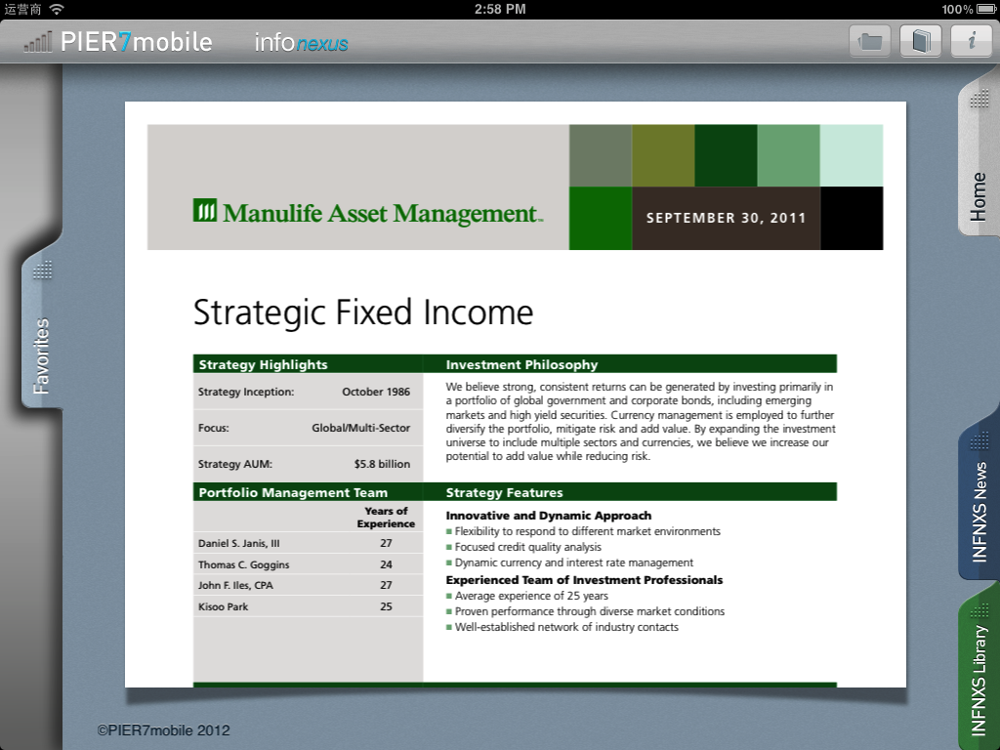 运营商
2:58 PM
100%
PIER7mobile
infonexus
i
Manulife Asset Management™
SEPTEMBER 30, 2011
Strategic Fixed Income
Strategy Highlights
Strategy Inception: October 1986
Focus: Global/Multi-Sector
Strategy AUM: $5.8 billion
Investment Philosophy
We believe strong, consistent returns can be generated by investing primarily in
a portfolio of global government and corporate bonds, including emerging
markets and high yield securities. Currency management is employed to further
diversify the portfolio, mitigate risk and add value. By expanding the investment
universe to include multiple sectors and currencies, we believe we increase our
potential to add value while reducing risk.
Portfolio Management Team
Years of
Experience
Daniel S. Janis, III 27
Thomas C. Goggins 24
John F. Iles, CPA 27
Kisoo Park 25
Strategy Features
Innovative and Dynamic Approach
■ Flexibility to respond to different market environments
■ Focused credit quality analysis
■ Dynamic currency and interest rate management
Experienced Team of Investment Professionals
■ Average experience of 25 years
■ Proven performance through diverse market conditions
■ Well-established network of industry contacts
Favorites
Home
INFNXS News
INFNXS Library
©PIER7mobile 2012